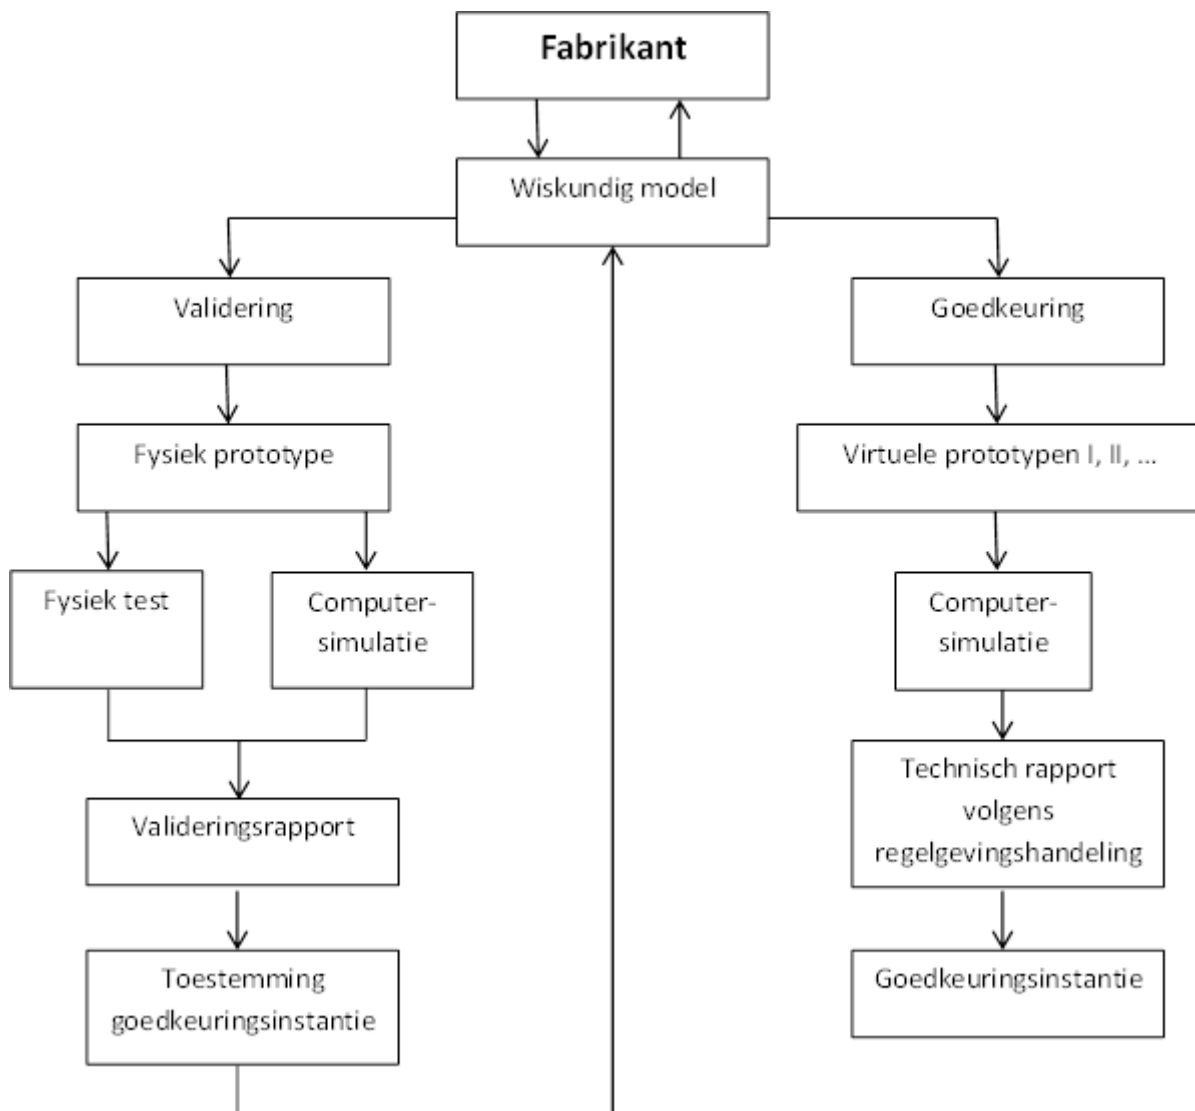 Fabrikant
Wiskundig model
Validering
Goedkeuring
Fysiek prototype
Virtuele prototypen I, II, ...
Fysiek test
Computer-
simulatie
Computer-
simulatie
Valideringsrapport
Technisch rapport
volgens
regelgevingshandeling
Toestemming
goedkeuringsinstantie
Goedkeuringsinstantie